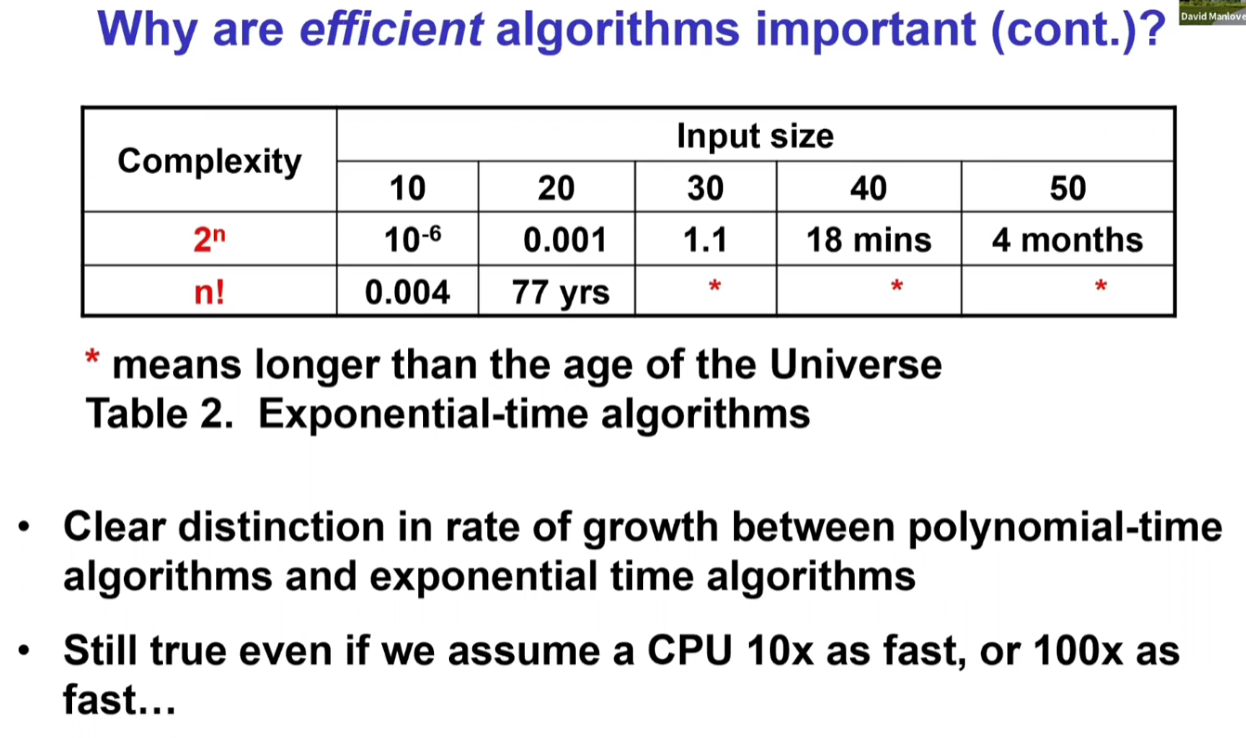 David Manlove
Why are efficient algorithms important (cont.)?
Complexity
Input size
10 20 30 40 50
2ⁿ 10⁻⁶ 0.001 1.1 18 mins 4 months
n! 0.004 77 yrs * * *
* means longer than the age of the Universe
Table 2. Exponential-time algorithms
• Clear distinction in rate of growth between polynomial-time
algorithms and exponential time algorithms
• Still true even if we assume a CPU 10x as fast, or 100x as
fast…